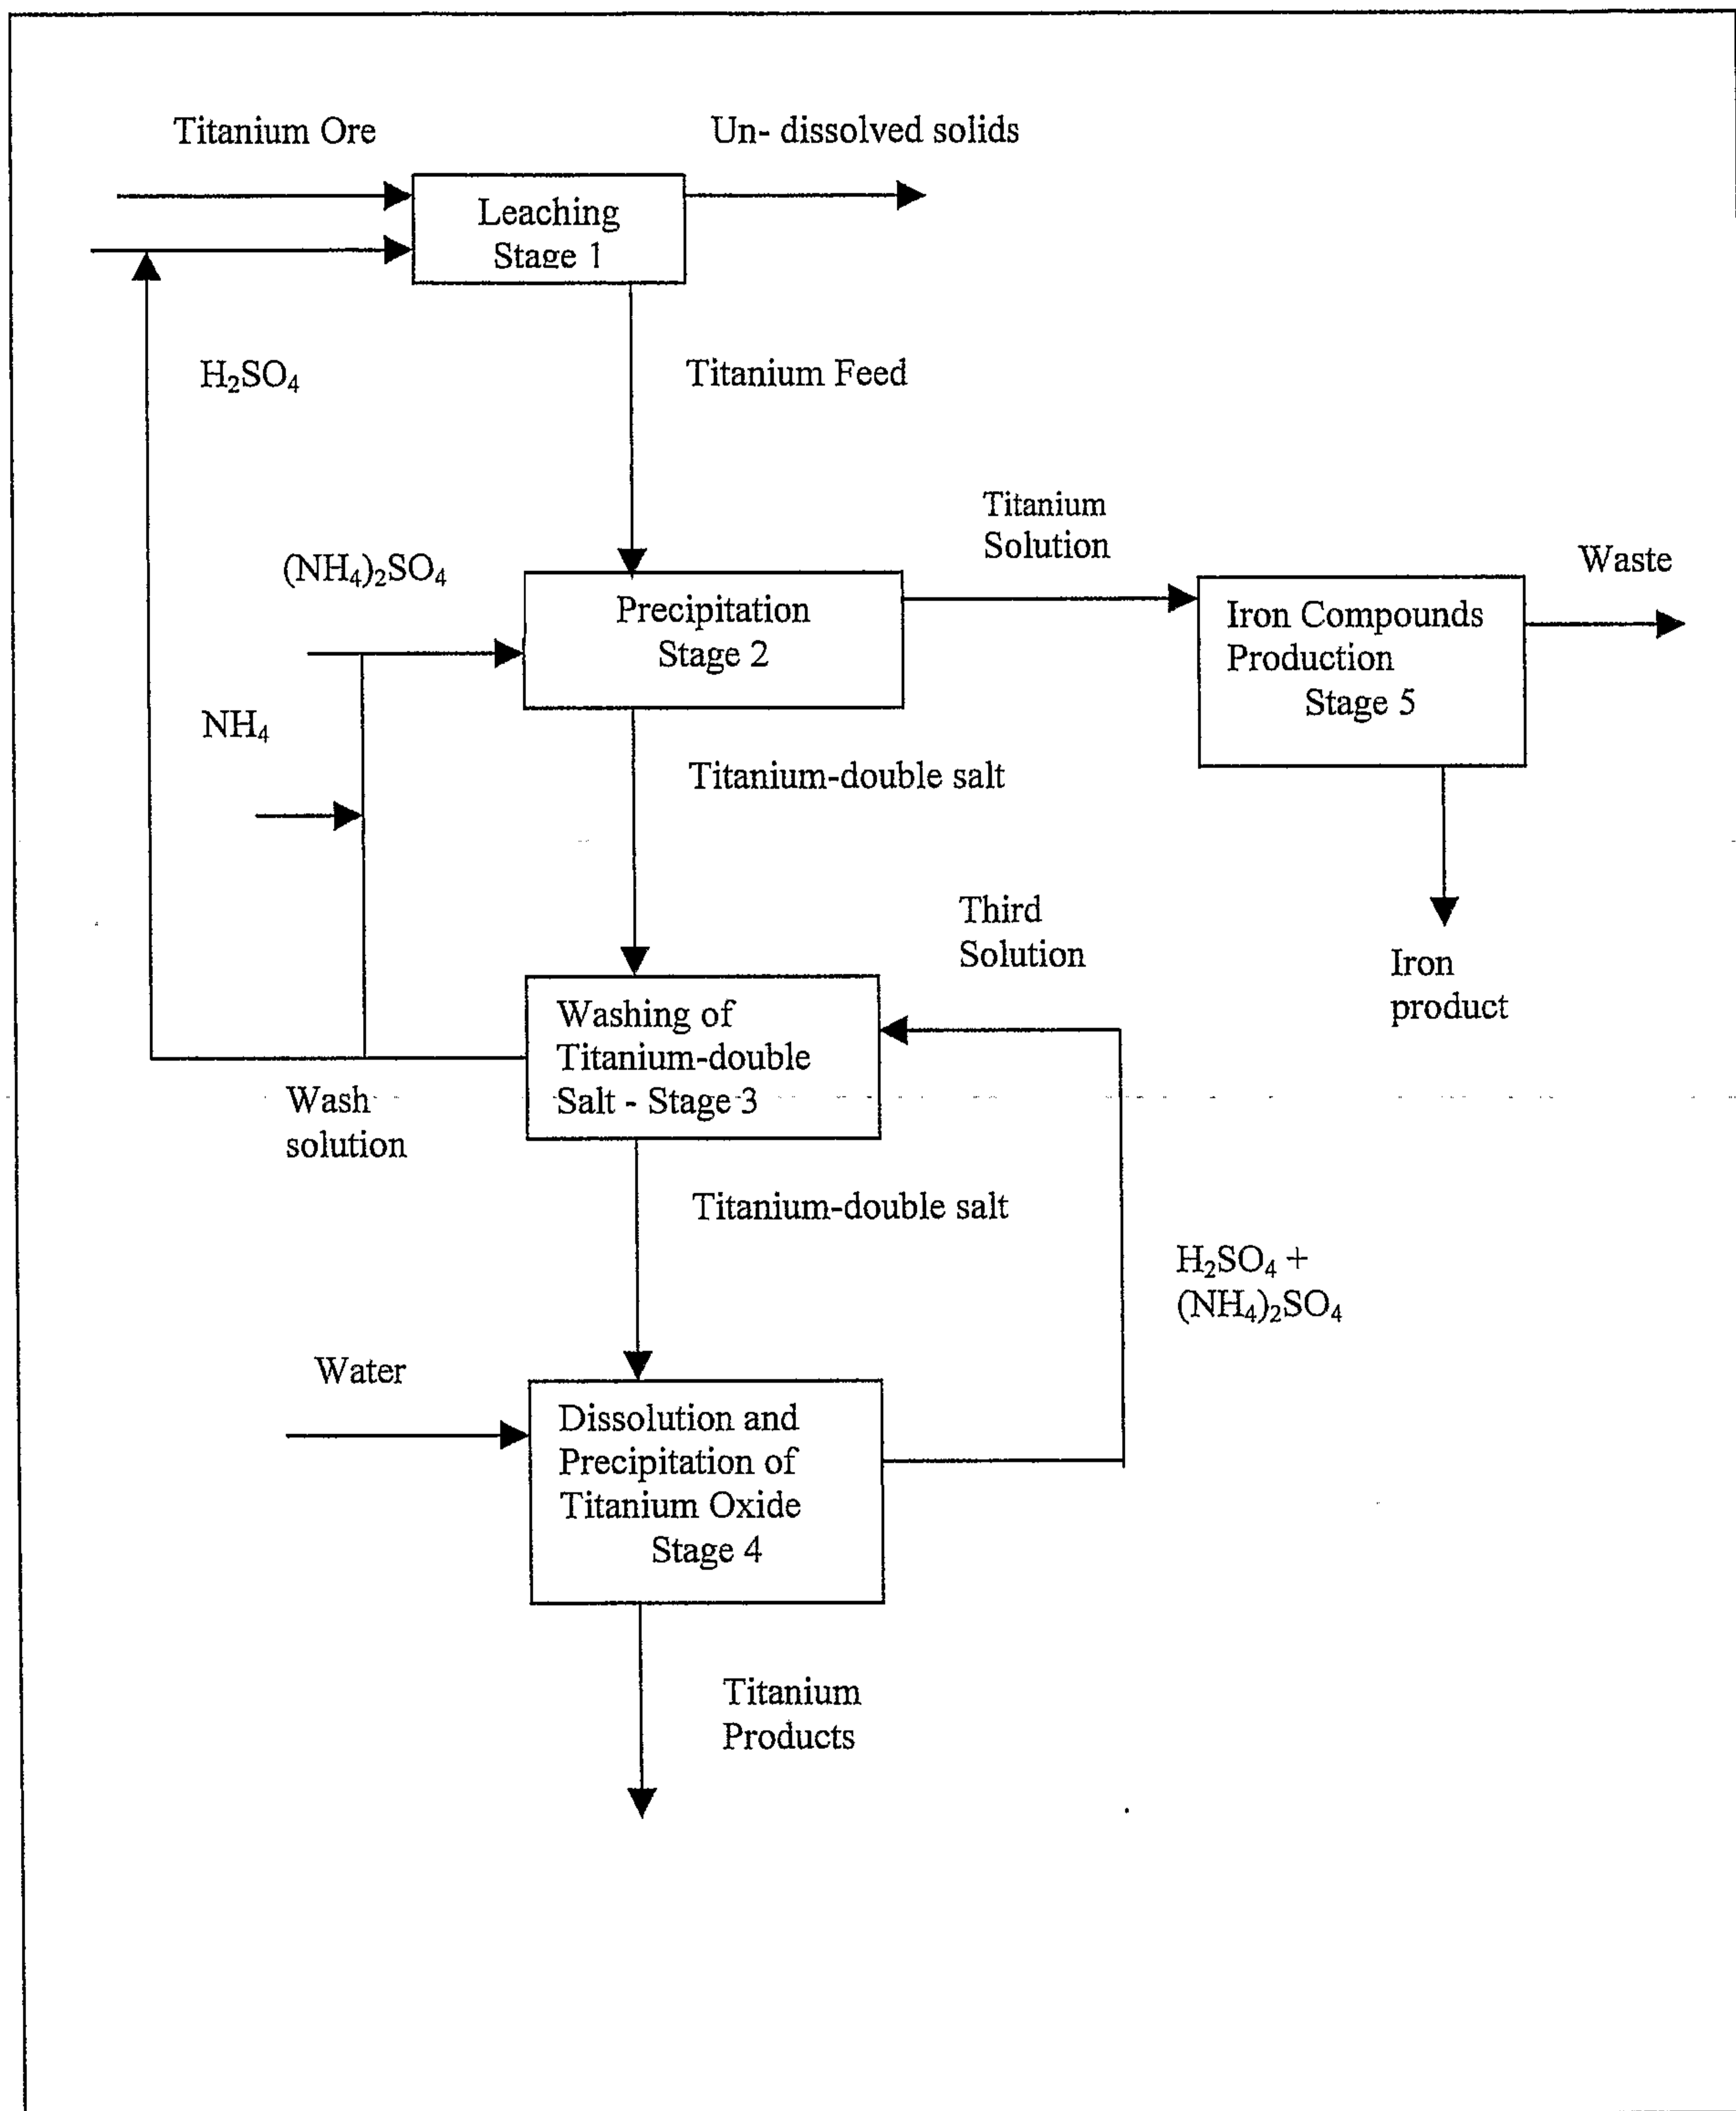 Titanium Ore
Un- dissolved solids
Leaching
Stage 1
H₂SO₄
Titanium Feed
Titanium
Solution
(NH₄)₂SO₄
Waste
Precipitation
Stage 2
Iron Compounds
Production
Stage 5
NH₄
Titanium-double salt
Third
Solution
Iron
product
Washing of
Titanium-double
Salt - Stage 3
Wash
solution
Titanium-double salt
H₂SO₄ +
(NH₄)₂SO₄
Water
Dissolution and
Precipitation of
Titanium Oxide
Stage 4
Titanium
Products